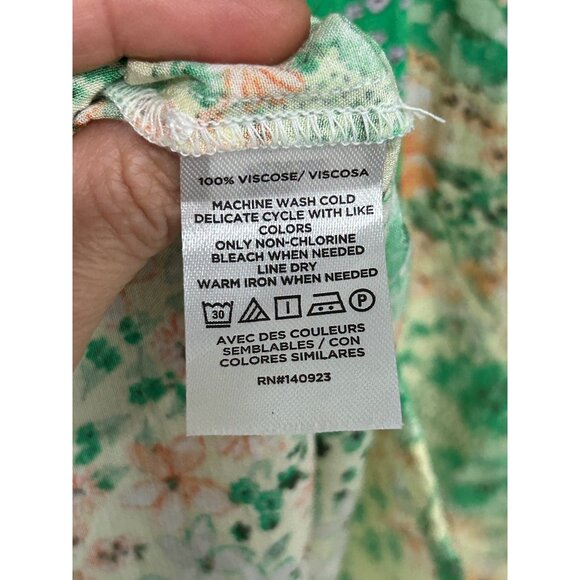 100% VISCOSE/ VISCOSA
MACHINE WASH COLD
DELICATE CYCLE WITH LIKE
COLORS
ONLY NON-CHLORINE
BLEACH WHEN NEEDED
LINE DRY
WARM IRON WHEN NEEDED
30 P
AVEC DES COULEURS
SEMBLABLES / CON
COLORES SIMILARES
RN#140923